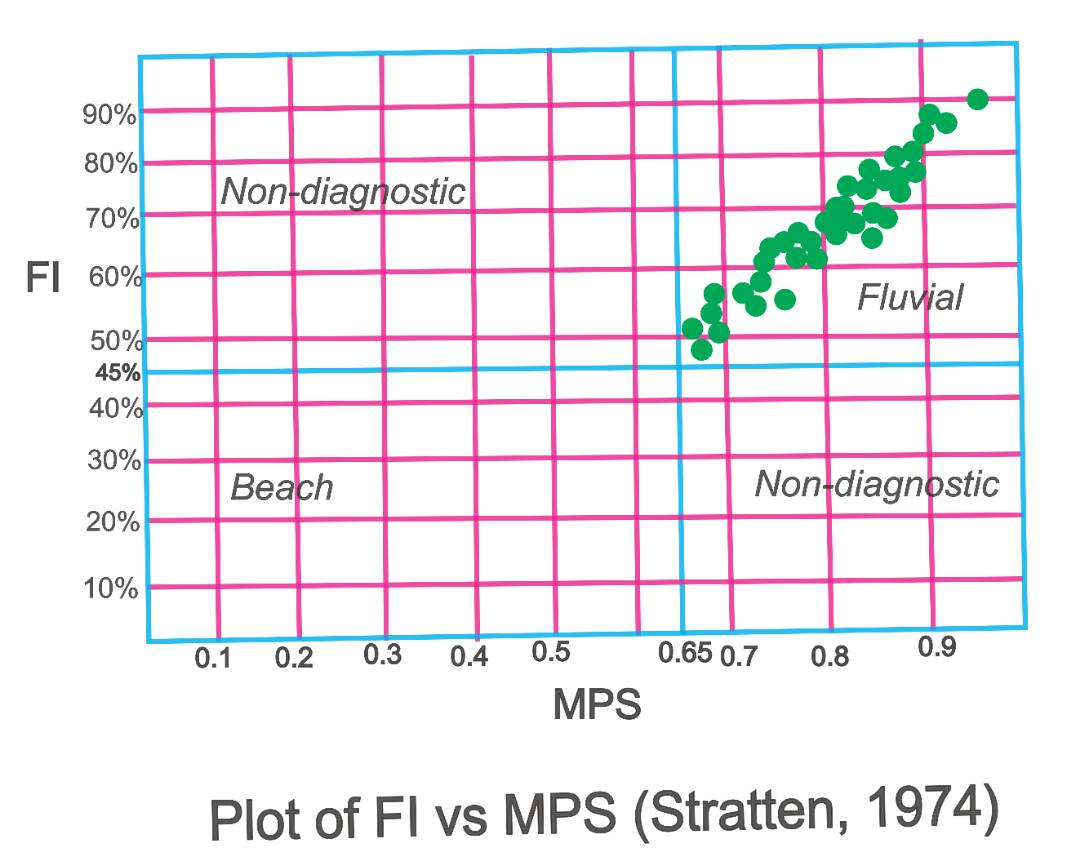 90%
80%
Non-diagnostic
70%
FI
60%
Fluvial
50%
45%
40%
30%
Beach
Non-diagnostic
20%
10%
0.1 0.2 0.3 0.4 0.5 0.65 0.7 0.8 0.9
MPS
Plot of FI vs MPS (Stratten, 1974)